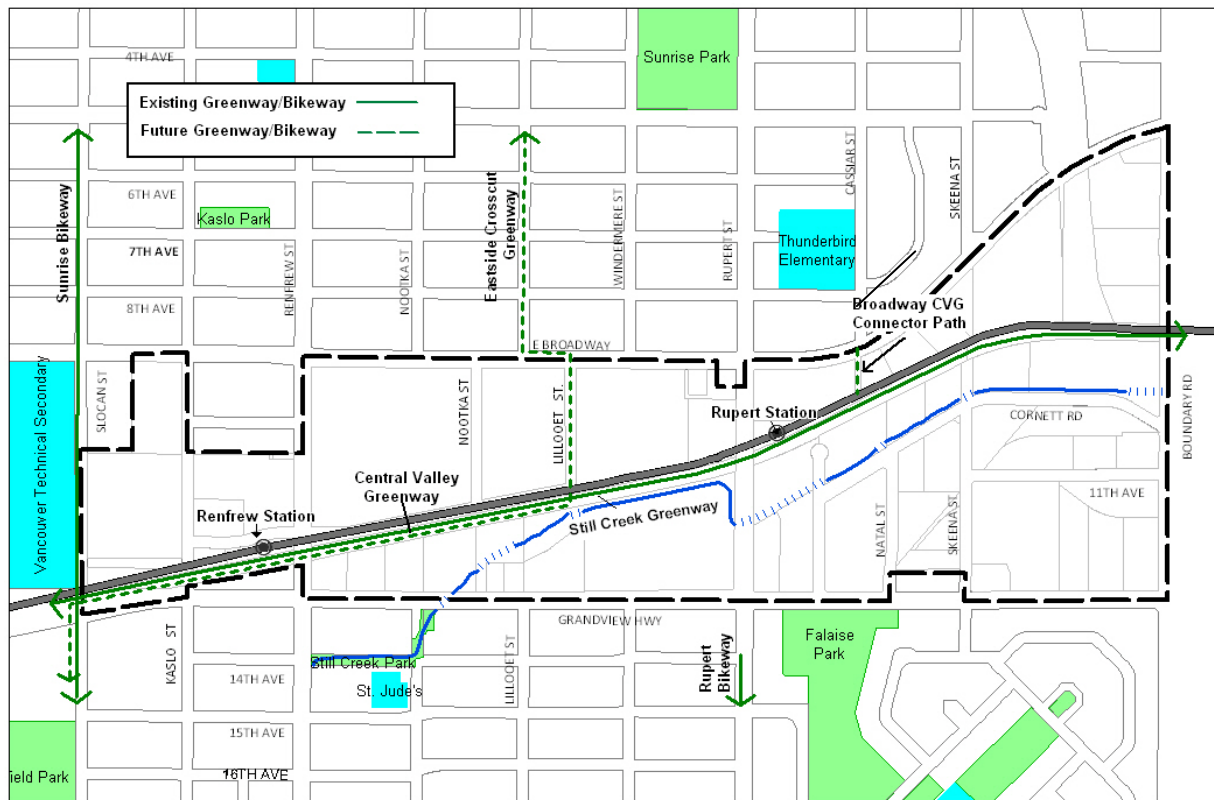 4TH AVE
Sunrise Park
Existing Greenway/Bikeway
Future Greenway/Bikeway
CASSIAR ST
SKEENA ST
6TH AVE
Kaslo Park
Sunrise Bikeway
Eastside Crosscut
Greenway
WINDERMERE ST
7TH AVE
RENFREW ST
NOOTKA ST
RUPERT ST
Thunderbird
Elementary
8TH AVE
Broadway CVG
Connector Path
E BROADWAY
Vancouver Technical Secondary
SLOCAN ST
NOOTKA ST
LILLOOET ST.
Rupert Station
CORNETT RD
BOUNDARY RD
Central Valley
Greenway
11TH AVE
Renfrew Station
Still Creek Greenway
NATAL ST
SKEENA ST
GRANDVIEW HWY
KASLO ST
Falaise
Park
Still Creek Park
LILLOOET ST
Rupert
Bikeway
14TH AVE
St. Jude's
15TH AVE
ield Park
16TH AVE